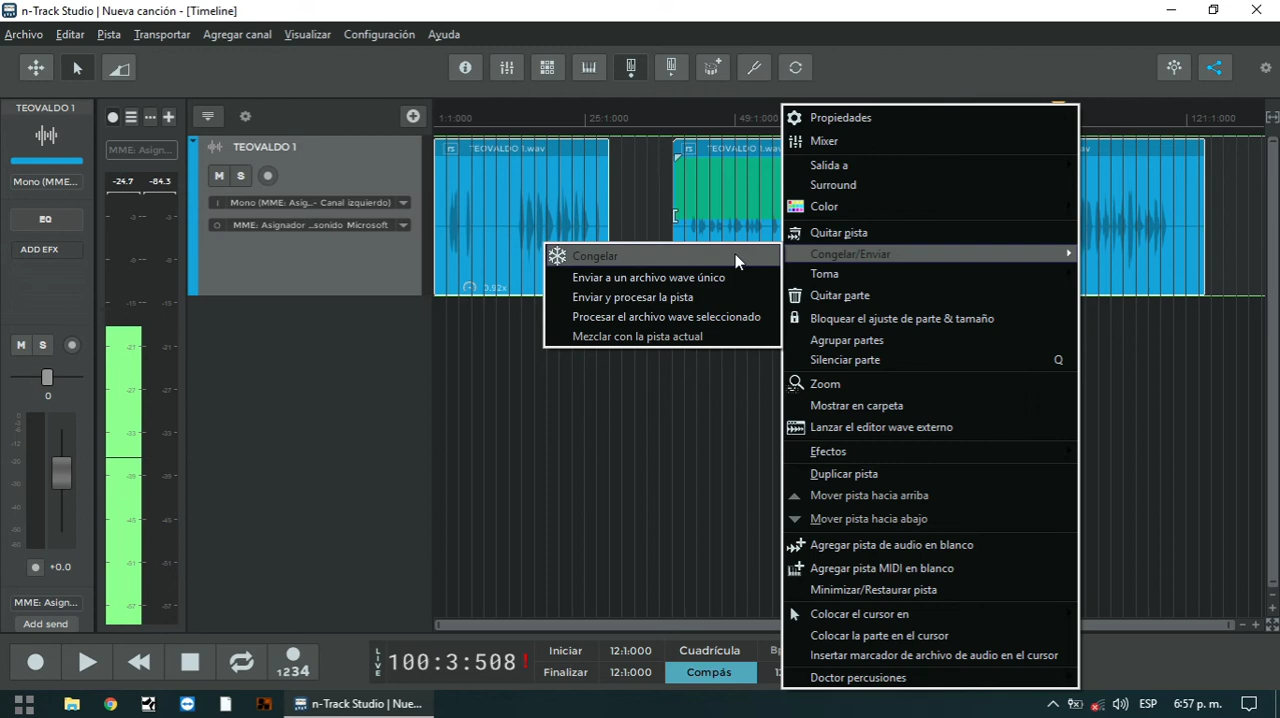 n-Track Studio | Nueva canción - [Timeline]
Archivo Editar Pista Transportar Agregar canal Visualizar Configuración Ayuda
TEOVALDO 1
MME: Asign...
Mono (MME:...
-24.7 -84.3
EQ
ADD EFX
M S
0
+0.0
MME: Asign...
Add send
TEOVALDO 1
M S
Mono (MME: Asig...- Canal izquierdo)
MME: Asignador ...sonido Microsoft
1:1:000 25:1:000 49:1:000 121:1:000
TEOVALDO 1.wav
TEOVALDO 1.wav
.wav
0.92x
Propiedades
Mixer
Salida a
Surround
Color
Quitar pista
Congelar/Enviar
Toma
Quitar parte
Bloquear el ajuste de parte & tamaño
Agrupar partes
Silenciar parte Q
Zoom
Mostrar en carpeta
Lanzar el editor wave externo
Efectos
Duplicar pista
Mover pista hacia arriba
Mover pista hacia abajo
Agregar pista de audio en blanco
Agregar pista MIDI en blanco
Minimizar/Restaurar pista
Colocar el cursor en
Colocar la parte en el cursor
Insertar marcador de archivo de audio en el cursor
Doctor percusiones
Congelar
Enviar a un archivo wave único
Enviar y procesar la pista
Procesar el archivo wave seleccionado
Mezclar con la pista actual
1234
LIVE
100:3:508!
Iniciar 12:1:000 Cuadrícula
Finalizar 12:1:000 Compás
n-Track Studio | Nue...
ESP 6:57 p. m.